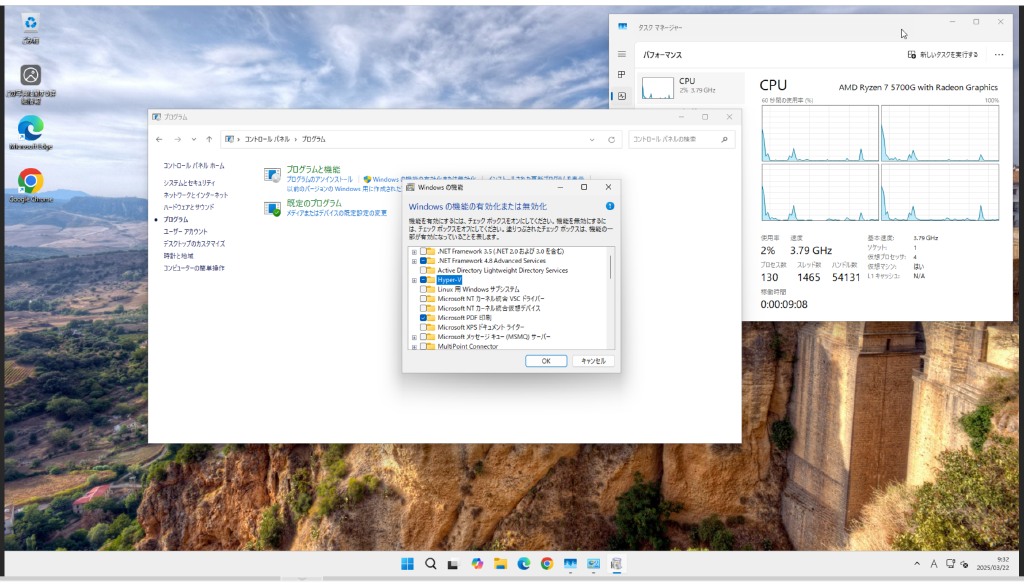 ごみ箱
Microsoft Edge
Google Chrome
タスク マネージャー
パフォーマンス
新しいタスクを実行する
CPU
2% 3.79 GHz
CPU
AMD Ryzen 7 5700G with Radeon Graphics
60 秒間の使用率 (%)
100%
使用率 速度
2% 3.79 GHz
プロセス数 スレッド数 ハンドル数
130 1465 54131
稼働時間
0:00:09:08
基本速度: 3.79 GHz
ソケット: 1
仮想プロセッサ: 4
仮想マシン: はい
L1 キャッシュ: N/A
プログラム
コントロール パネル › プログラム
コントロール パネルの検索
コントロール パネル ホーム
システムとセキュリティ
ネットワークとインターネット
ハードウェアとサウンド
プログラム
ユーザー アカウント
デスクトップのカスタマイズ
時計と地域
コンピューターの簡単操作
プログラムと機能
プログラムのアンインストール
Windows の機能の有効化または無効化
インストールされた更新プログラムを表示
以前のバージョンの Windows 用に作成された
既定のプログラム
メディアまたはデバイスの既定設定の変更
Windows の機能
Windows の機能の有効化または無効化
機能を有効にするには、チェック ボックスをオンにしてください。機能を無効にするに
は、チェック ボックスをオフにしてください。塗りつぶされたチェック ボックスは、機能の一
部が有効になっていることを表します。
.NET Framework 3.5 (.NET 2.0 および 3.0 を含む)
.NET Framework 4.8 Advanced Services
Active Directory Lightweight Directory Services
Hyper-V
Linux 用 Windows サブシステム
Microsoft NT カーネル統合 VSC ドライバー
Microsoft NT カーネル統合仮想デバイス
Microsoft PDF 印刷
Microsoft XPS ドキュメント ライター
Microsoft メッセージ キュー (MSMQ) サーバー
MultiPoint Connector
OK
キャンセル
A
9:32
2025/03/22